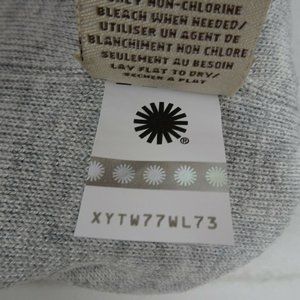 ONLY NON-CHLORINE
BLEACH WHEN NEEDED/
UTILISER UN AGENT DE
BLANCHIMENT NON CHLORE
SEULEMENT AU BESOIN
LAY FLAT TO DRY/
SECHER A PLAT
®
XYTW77WL73